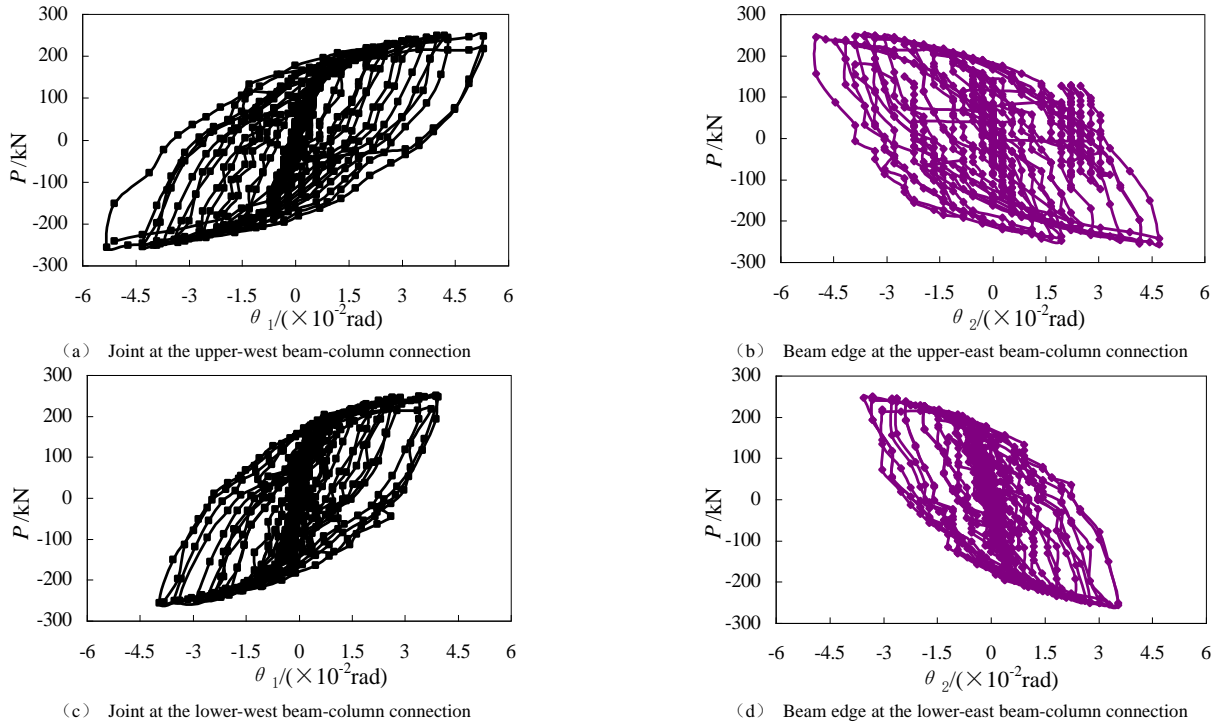 300
200
100
0
-100
-200
-300
P /kN
-6 -4.5 -3 -1.5 0 1.5 3 4.5 6
θ 1/(×10-2rad)
（a） Joint at the upper-west beam-column connection
300
200
100
0
-100
-200
-300
P /kN
-6 -4.5 -3 -1.5 0 1.5 3 4.5 6
θ 2/(×10-2rad)
（b） Beam edge at the upper-east beam-column connection
300
200
100
0
-100
-200
-300
P /kN
-6 -4.5 -3 -1.5 0 1.5 3 4.5 6
θ 1/(×10-2rad)
（c） Joint at the lower-west beam-column connection
300
200
100
0
-100
-200
-300
P /kN
-6 -4.5 -3 -1.5 0 1.5 3 4.5 6
θ 2/(×10-2rad)
（d） Beam edge at the lower-east beam-column connection